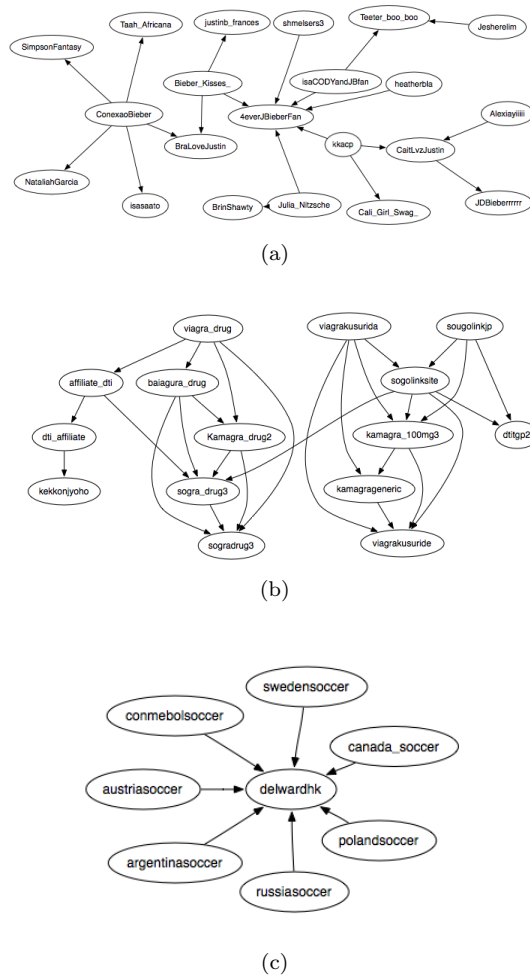 Taah_Africana
justinb_frances
shmelsers3
Teeter_boo_boo
Jesherelim
SimpsonFantasy
Bieber_Kisses_
isaCODYandJBfan
heatherbla
ConexaoBieber
4everJBieberFan
Alexiayiiii
BraLoveJustin
kkacp
CaitLvzJustin
NataliahGarcia
isasaato
BrinShawty
Julia_Nitzsche
Cali_Girl_Swag_
JDBieberrrrrr
(a)
viagra_drug
viagrakusurida
sougolinkjp
affiliate_dti
baiagura_drug
sogolinksite
dti_affiliate
Kamagra_drug2
kamagra_100mg3
dtitgp2
kekkonjyoho
sogra_drug3
kamagrageneric
sogradrug3
viagrakusuride
(b)
swedensoccer
conmebolsoccer
canada_soccer
austriasoccer
delwardhk
polandsoccer
argentinasoccer
russiasoccer
(c)